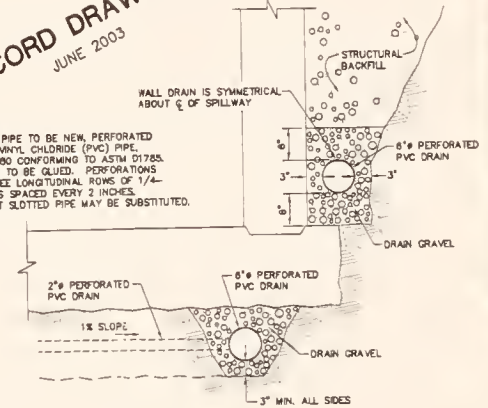 CORD DRAW
JUNE 2003
PIPE TO BE NEW, PERFORATED
VINYL CHLORIDE (PVC) PIPE,
80 CONFORMING TO ASTM D1785.
TO BE GLUED. PERFORATIONS
EE LONGITUDINAL ROWS OF 1/4-
S SPACED EVERY 2 INCHES.
T SLOTTED PIPE MAY BE SUBSTITUTED.
STRUCTURAL
BACKFILL
WALL DRAIN IS SYMMETRICAL
ABOUT ℄ OF SPILLWAY
6"
6"ø PERFORATED
PVC DRAIN
3"
3"
6"
DRAIN GRAVEL
2"ø PERFORATED
PVC DRAIN
6"ø PERFORATED
PVC DRAIN
1% SLOPE
DRAIN GRAVEL
3" MIN. ALL SIDES